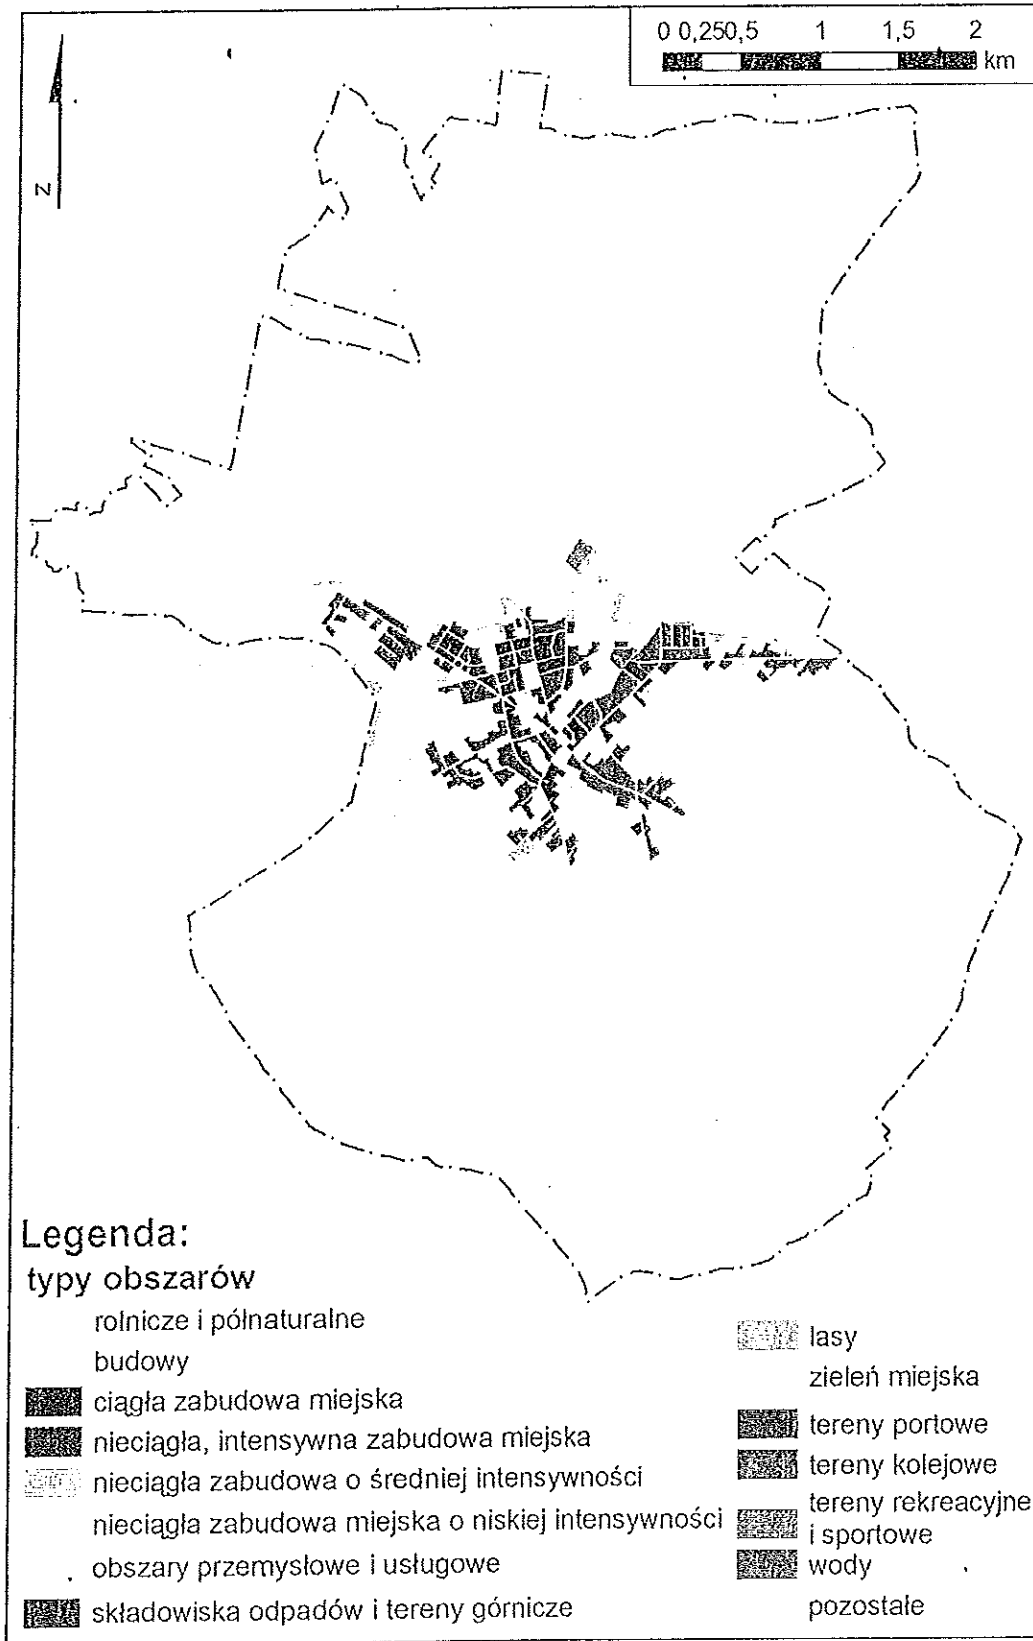 0 0,250,5 1 1,5 2
km
N
Legenda:
typy obszarów
rolnicze i półnaturalne
budowy
ciągła zabudowa miejska
nieciągła, intensywna zabudowa miejska
nieciągła zabudowa o średniej intensywności
nieciągła zabudowa miejska o niskiej intensywności
obszary przemysłowe i usługowe
składowiska odpadów i tereny górnicze
lasy
zieleń miejska
tereny portowe
tereny kolejowe
tereny rekreacyjne
i sportowe
wody
pozostałe